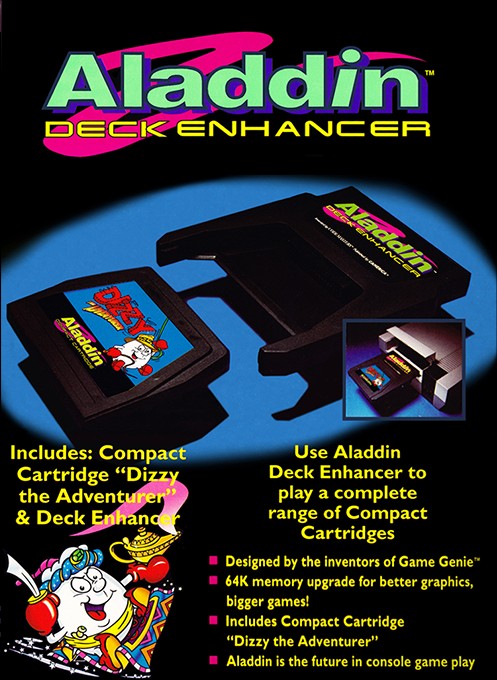 Aladdin™
DECK ENHANCER
Aladdin
DECK ENHANCER
Dizzy
Aladdin
Includes: Compact
Cartridge “Dizzy
the Adventurer”
& Deck Enhancer
Use Aladdin
Deck Enhancer to
play a complete
range of Compact
Cartridges
Designed by the inventors of Game Genie™
64K memory upgrade for better graphics,
bigger games!
Includes Compact Cartridge
“Dizzy the Adventurer”
Aladdin is the future in console game play